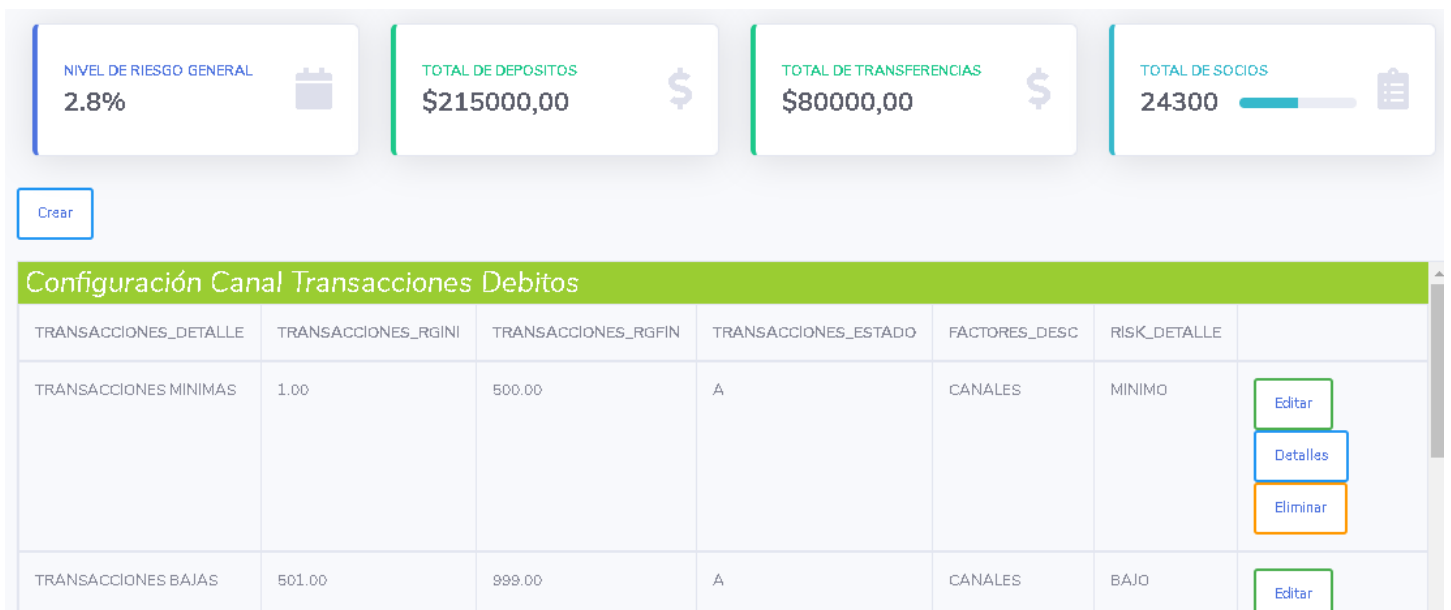 NIVEL DE RIESGO GENERAL
2.8%
TOTAL DE DEPOSITOS
$215000,00
TOTAL DE TRANSFERENCIAS
$80000,00
TOTAL DE SOCIOS
24300
Crear
Configuración Canal Transacciones Debitos
TRANSACCIONES_DETALLE TRANSACCIONES_RGINI TRANSACCIONES_RGFIN TRANSACCIONES_ESTADO FACTORES_DESC RISK_DETALLE
TRANSACCIONES MINIMAS 1.00 500.00 A CANALES MINIMO
Editar
Detalles
Eliminar
TRANSACCIONES BAJAS 501.00 999.00 A CANALES BAJO
Editar